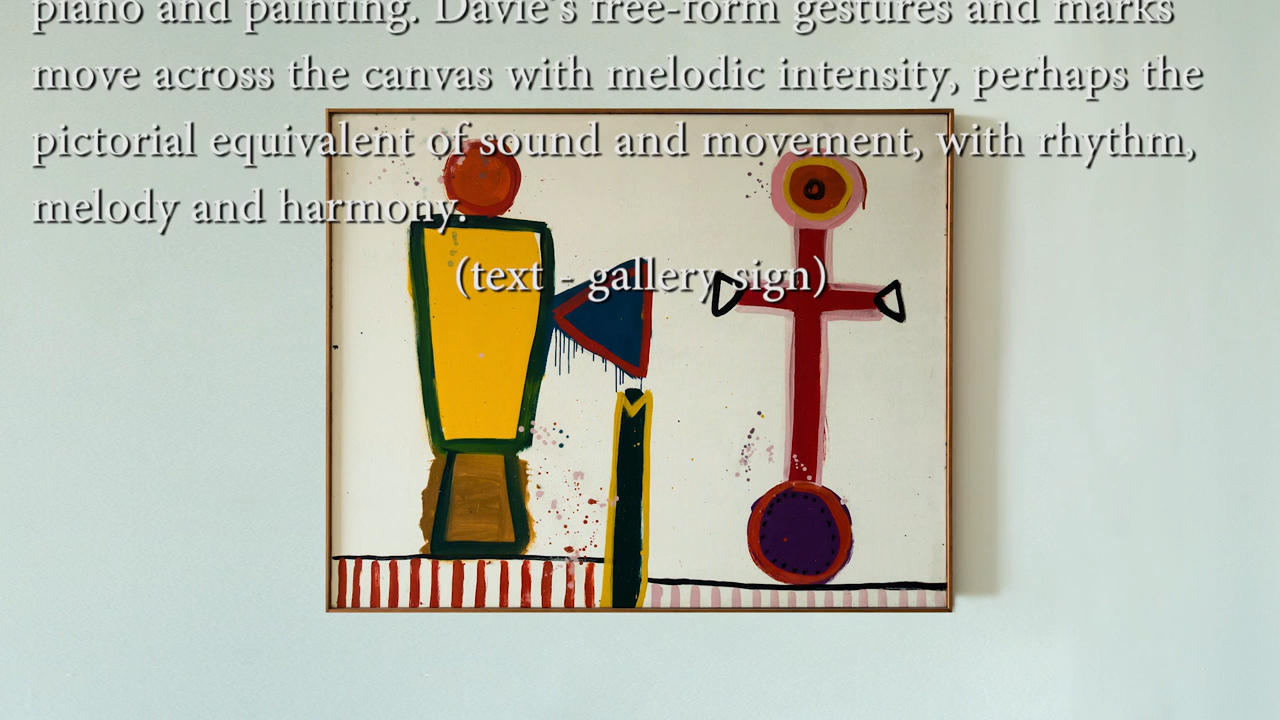 piano and painting. Davie's free-form gestures and marks
move across the canvas with melodic intensity, perhaps the
pictorial equivalent of sound and movement, with rhythm,
melody and harmony.
(text - gallery sign)